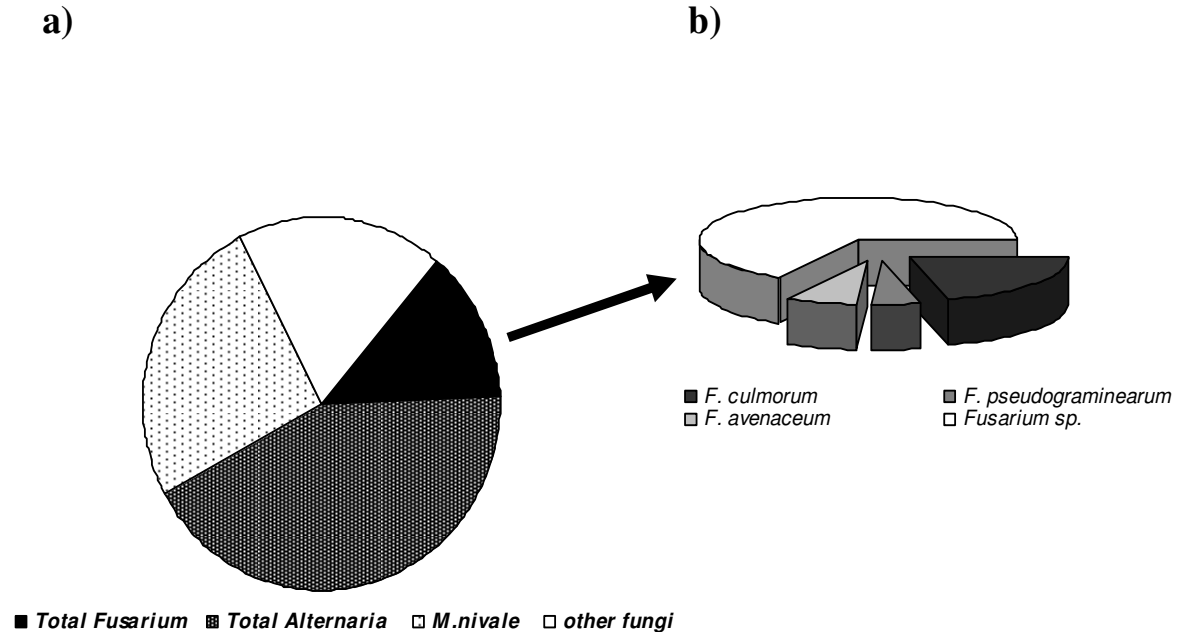 a)
b)
F. culmorum F. pseudograminearum
F. avenaceum Fusarium sp.
Total Fusarium Total Alternaria M.nivale other fungi